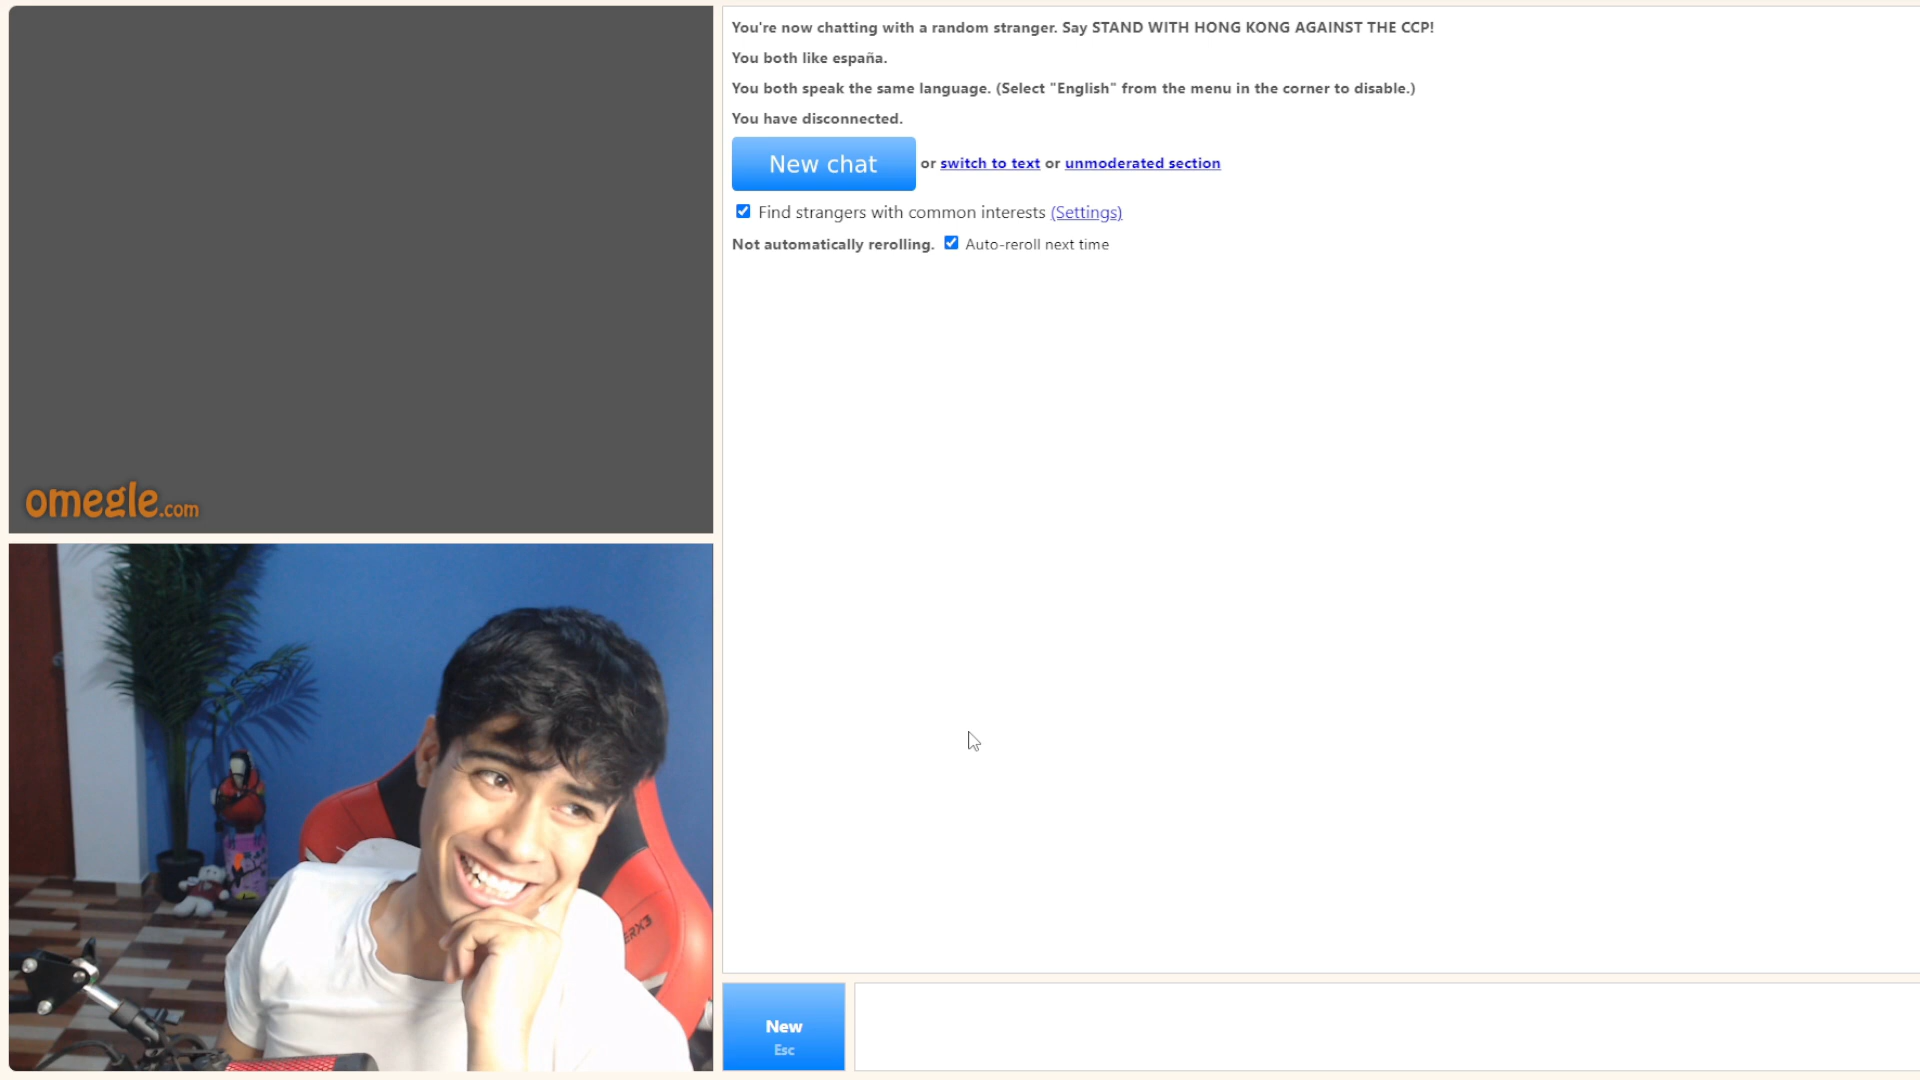 You're now chatting with a random stranger. Say STAND WITH HONG KONG AGAINST THE CCP!
You both like españa.
You both speak the same language. (Select "English" from the menu in the corner to disable.)
You have disconnected.
New chat or switch to text or unmoderated section
Find strangers with common interests (Settings)
Not automatically rerolling. Auto-reroll next time
omegle.com
ERX3
New
Esc